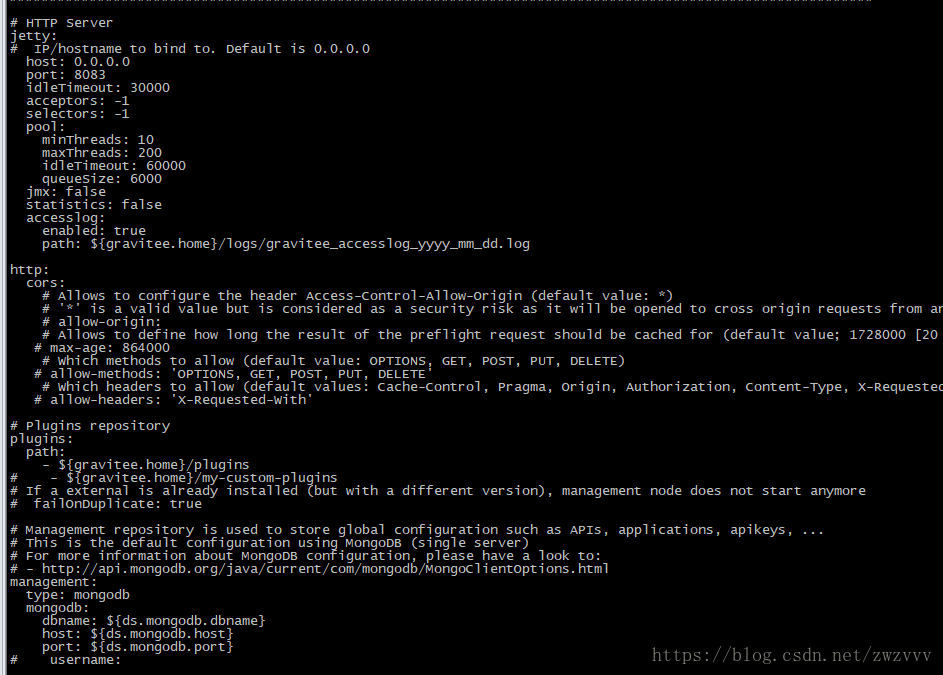 # HTTP Server
jetty:
#  IP/hostname to bind to. Default is 0.0.0.0
  host: 0.0.0.0
  port: 8083
  idleTimeout: 30000
  acceptors: -1
  selectors: -1
  pool:
    minThreads: 10
    maxThreads: 200
    idleTimeout: 60000
    queueSize: 6000
  jmx: false
  statistics: false
  accesslog:
    enabled: true
    path: ${gravitee.home}/logs/gravitee_accesslog_yyyy_mm_dd.log
http:
  cors:
    # Allows to configure the header Access-Control-Allow-Origin (default value: *)
    # '*' is a valid value but is considered as a security risk as it will be opened to cross origin requests from
    # allow-origin:
    # Allows to define how long the result of the preflight request should be cached for (default value; 1728000 [20
   # max-age: 864000
    # Which methods to allow (default value: OPTIONS, GET, POST, PUT, DELETE)
   # allow-methods: 'OPTIONS, GET, POST, PUT, DELETE'
    # Which headers to allow (default values: Cache-Control, Pragma, Origin, Authorization, Content-Type, X-Requested
   # allow-headers: 'X-Requested-With'
# Plugins repository
plugins:
  path:
    - ${gravitee.home}/plugins
#    - ${gravitee.home}/my-custom-plugins
# If a external is already installed (but with a different version), management node does not start anymore
#  failOnDuplicate: true
# Management repository is used to store global configuration such as APIs, applications, apikeys, ...
# This is the default configuration using MongoDB (single server)
# For more information about MongoDB configuration, please have a look to:
# - http://api.mongodb.org/java/current/com/mongodb/MongoClientOptions.html
management:
  type: mongodb
  mongodb:
    dbname: ${ds.mongodb.dbname}
    host: ${ds.mongodb.host}
    port: ${ds.mongodb.port}
#    username:
https://blog.csdn.net/zwzvvv